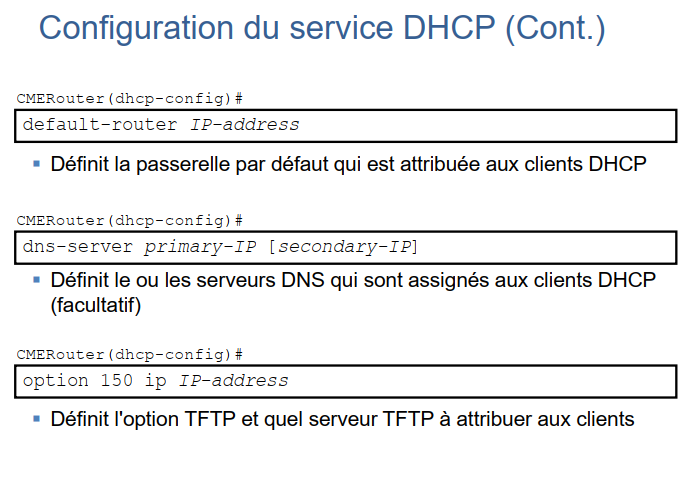 Configuration du service DHCP (Cont.)
CMERouter(dhcp-config)#
default-router IP-address
▪ Définit la passerelle par défaut qui est attribuée aux clients DHCP
CMERouter(dhcp-config)#
dns-server primary-IP [secondary-IP]
▪ Définit le ou les serveurs DNS qui sont assignés aux clients DHCP
(facultatif)
CMERouter(dhcp-config)#
option 150 ip IP-address
▪ Définit l'option TFTP et quel serveur TFTP à attribuer aux clients